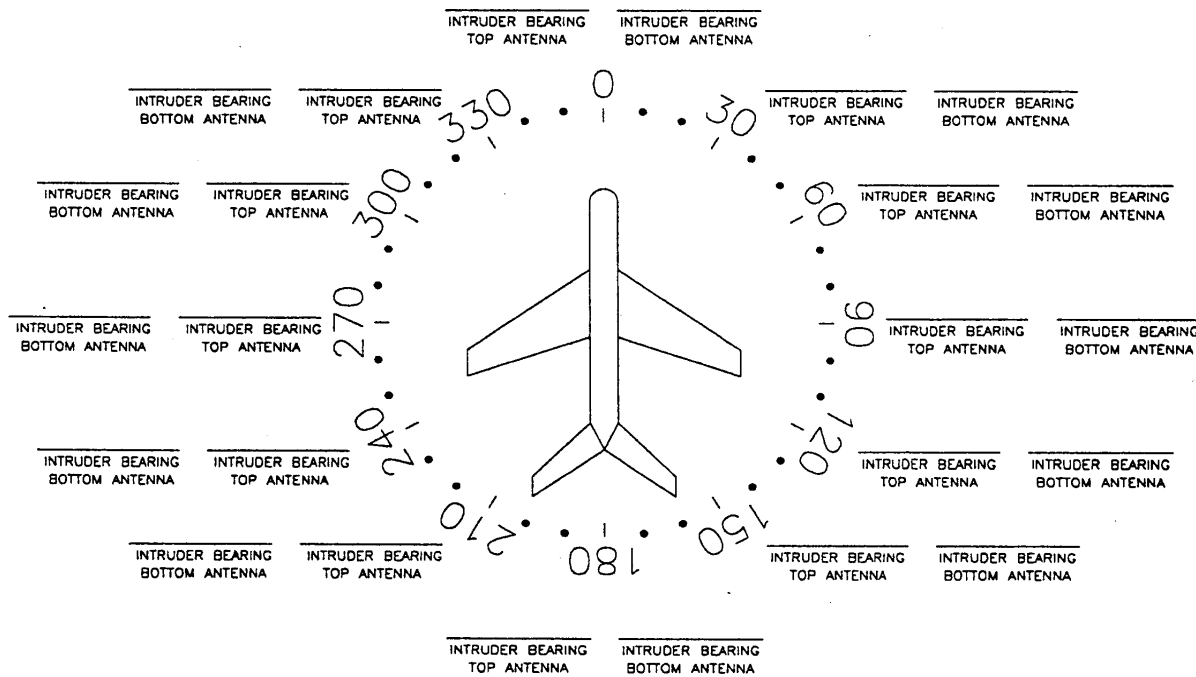 INTRUDER BEARING
TOP ANTENNA
INTRUDER BEARING
BOTTOM ANTENNA
INTRUDER BEARING
BOTTOM ANTENNA
INTRUDER BEARING
TOP ANTENNA
330
0
30
INTRUDER BEARING
TOP ANTENNA
INTRUDER BEARING
BOTTOM ANTENNA
INTRUDER BEARING
BOTTOM ANTENNA
INTRUDER BEARING
TOP ANTENNA
300
60
INTRUDER BEARING
TOP ANTENNA
INTRUDER BEARING
BOTTOM ANTENNA
INTRUDER BEARING
BOTTOM ANTENNA
INTRUDER BEARING
TOP ANTENNA
270
90
INTRUDER BEARING
TOP ANTENNA
INTRUDER BEARING
BOTTOM ANTENNA
INTRUDER BEARING
BOTTOM ANTENNA
INTRUDER BEARING
TOP ANTENNA
240
120
INTRUDER BEARING
TOP ANTENNA
INTRUDER BEARING
BOTTOM ANTENNA
INTRUDER BEARING
BOTTOM ANTENNA
INTRUDER BEARING
TOP ANTENNA
210
180
150
INTRUDER BEARING
TOP ANTENNA
INTRUDER BEARING
BOTTOM ANTENNA
INTRUDER BEARING
TOP ANTENNA
INTRUDER BEARING
BOTTOM ANTENNA